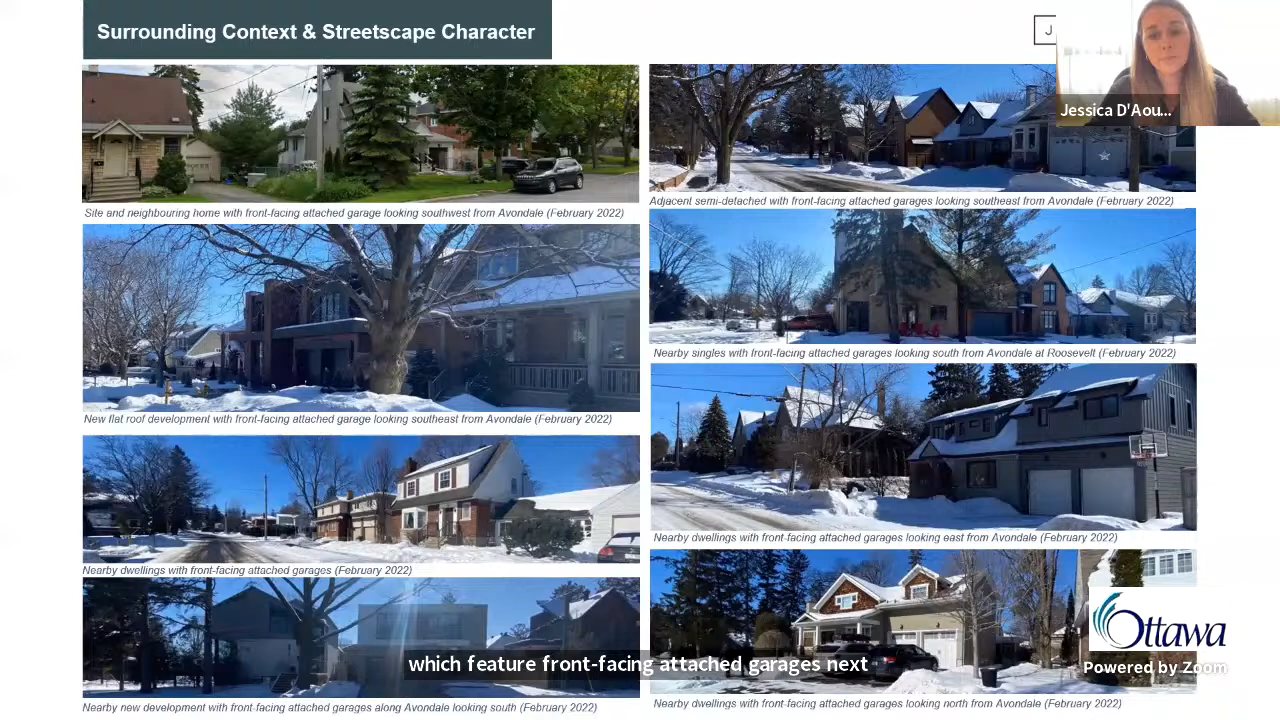 Surrounding Context & Streetscape Character
J
Jessica D'Aou...
Site and neighbouring home with front-facing attached garage looking southwest from Avondale (February 2022)
Adjacent semi-detached with front-facing attached garages looking southeast from Avondale (February 2022)
New flat roof development with front-facing attached garage looking southeast from Avondale (February 2022)
Nearby singles with front-facing attached garages looking south from Avondale at Roosevelt (February 2022)
Nearby dwellings with front-facing attached garages (February 2022)
Nearby dwellings with front-facing attached garages looking east from Avondale (February 2022)
Nearby new development with front-facing attached garages along Avondale looking south (February 2022)
Nearby dwellings with front-facing attached garages looking north from Avondale (February 2022)
which feature front-facing attached garages next
Ottawa
Powered by Zoom